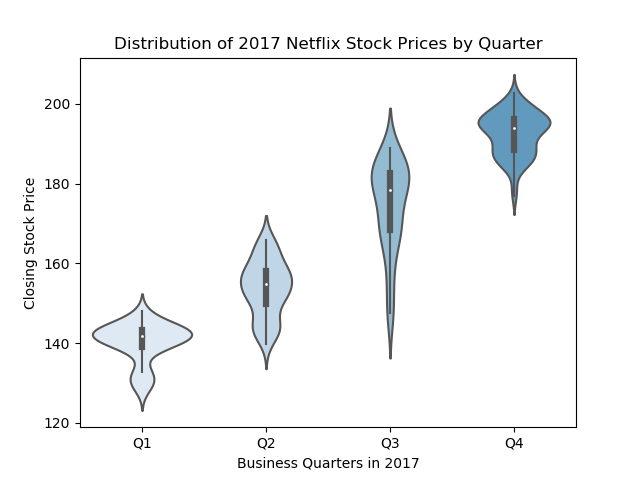 Distribution of 2017 Netflix Stock Prices by Quarter
200
180
160
140
120
Closing Stock Price
Q1 Q2 Q3 Q4
Business Quarters in 2017